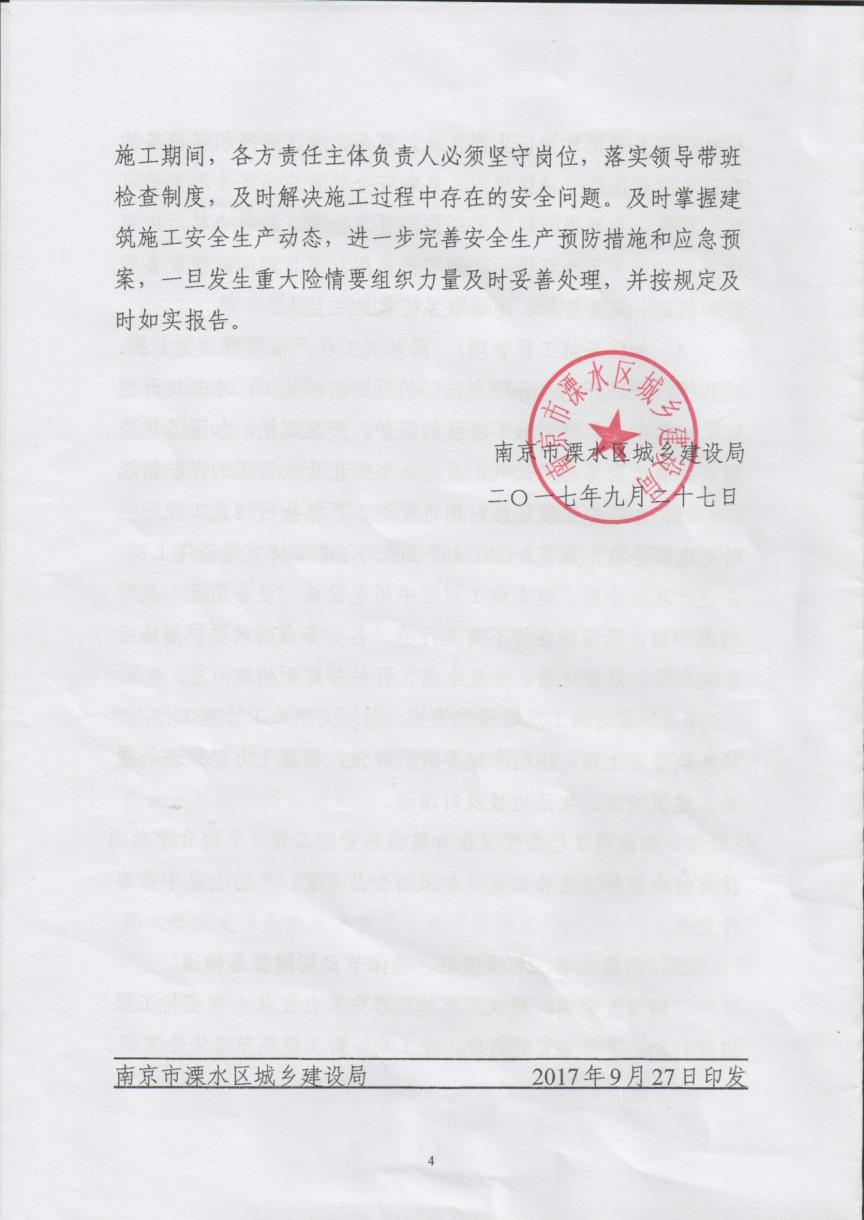 施工期间，各方责任主体负责人必须坚守岗位，落实领导带班
检查制度，及时解决施工过程中存在的安全问题。及时掌握建
筑施工安全生产动态，进一步完善安全生产预防措施和应急预
案，一旦发生重大险情要组织力量及时妥善处理，并按规定及
时如实报告。
南京市溧水区城乡建设局
南京市溧水区城乡建设局
二〇一七年九月二十七日
南京市溧水区城乡建设局 2017年9月27日印发
4